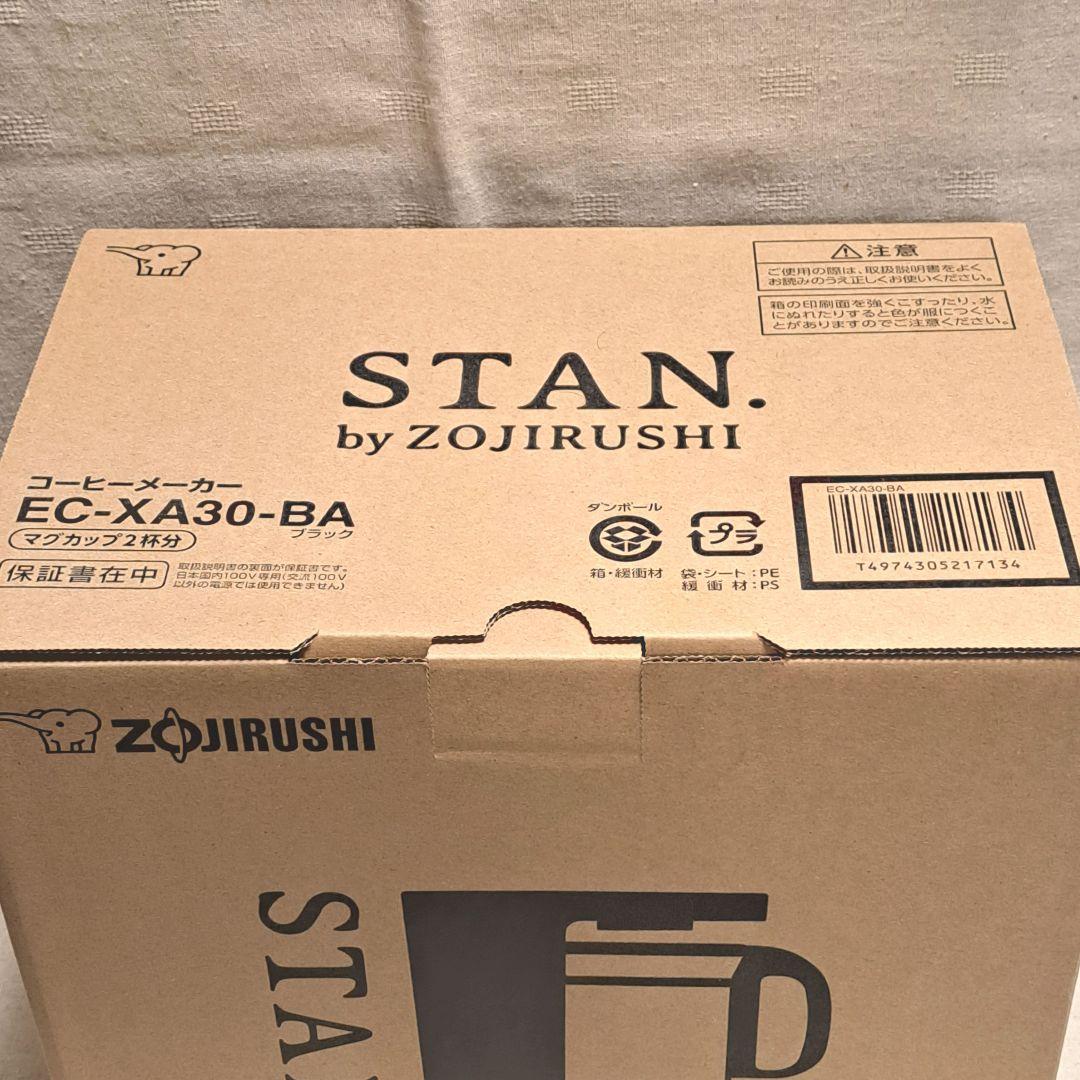 注意
ご使用の際は、取扱説明書をよく
お読みのうえ正しくお使いください。
箱の印刷面を強くこすったり、水
にぬれたりすると色が服につくこ
とがありますのでご注意ください。
STAN.
by ZOJIRUSHI
コーヒーメーカー
EC-XA30-BA
ブラック
マグカップ2杯分
保証書在中
取扱説明書の裏面が保証書です。
日本国内100V専用(交流100V
以外の電源では使用できません)
ダンボール
箱・緩衝材
プラ
袋・シート:PE
緩衝材:PS
EC-XA30-BA
T4974305217134
ZOJIRUSHI
STA